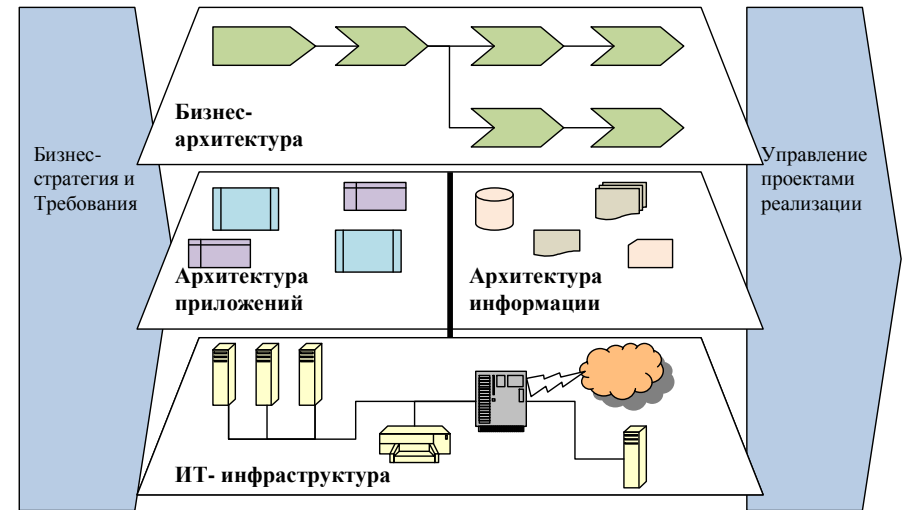 Бизнес-
стратегия и
Требования
Бизнес-
архитектура
Архитектура
приложений
Архитектура
информации
ИТ- инфраструктура
Управление
проектами
реализации